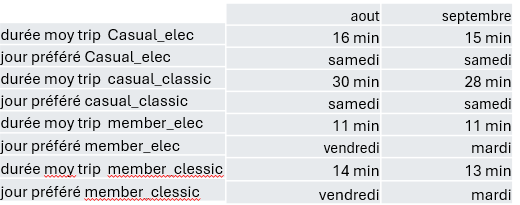 aout septembre
durée moy trip Casual_elec 16 min 15 min
jour préféré Casual_elec samedi samedi
durée moy trip casual_classic 30 min 28 min
jour préféré casual_classic samedi samedi
durée moy trip member_elec 11 min 11 min
jour préféré member_elec vendredi mardi
durée moy trip member_clessic 14 min 13 min
jour préféré member_clessic vendredi mardi